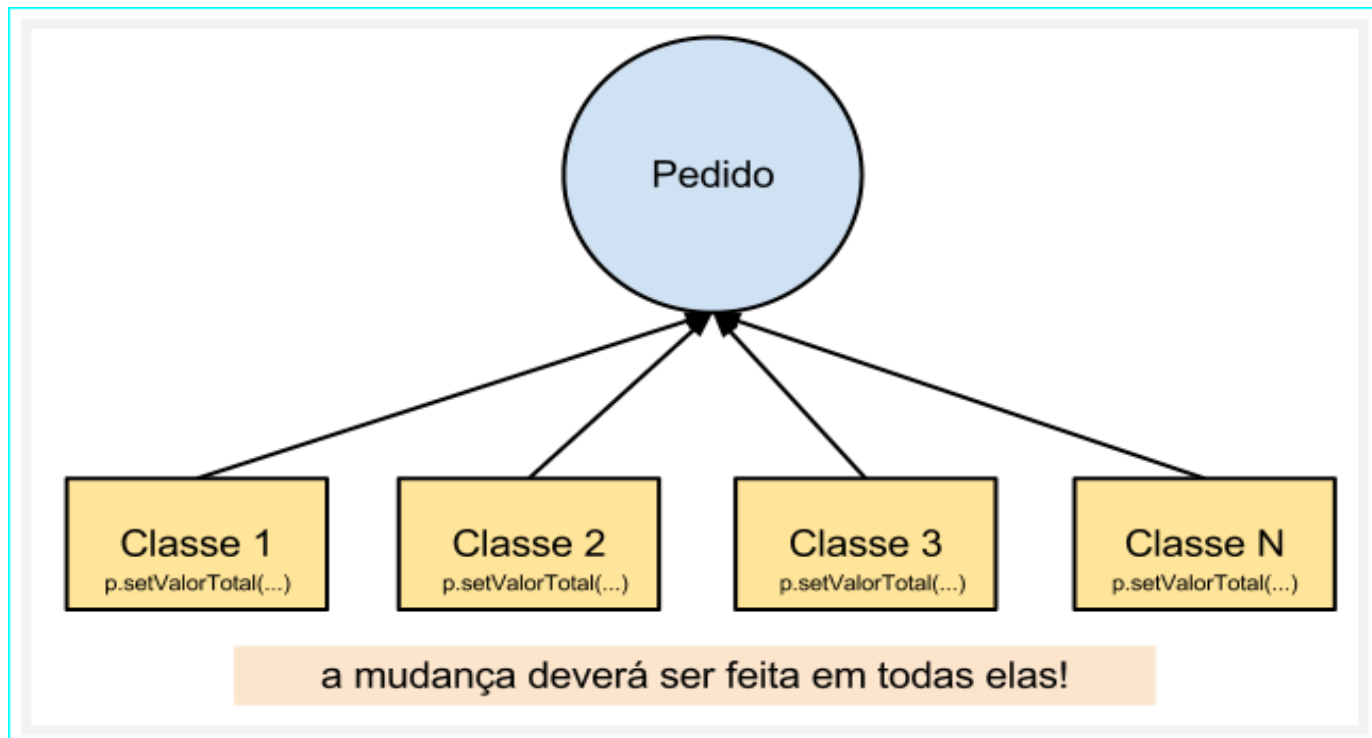 Pedido
Classe 1
p.setValorTotal(...)
Classe 2
p.setValorTotal(...)
Classe 3
p.setValorTotal(...)
Classe N
p.setValorTotal(...)
a mudança deverá ser feita em todas elas!